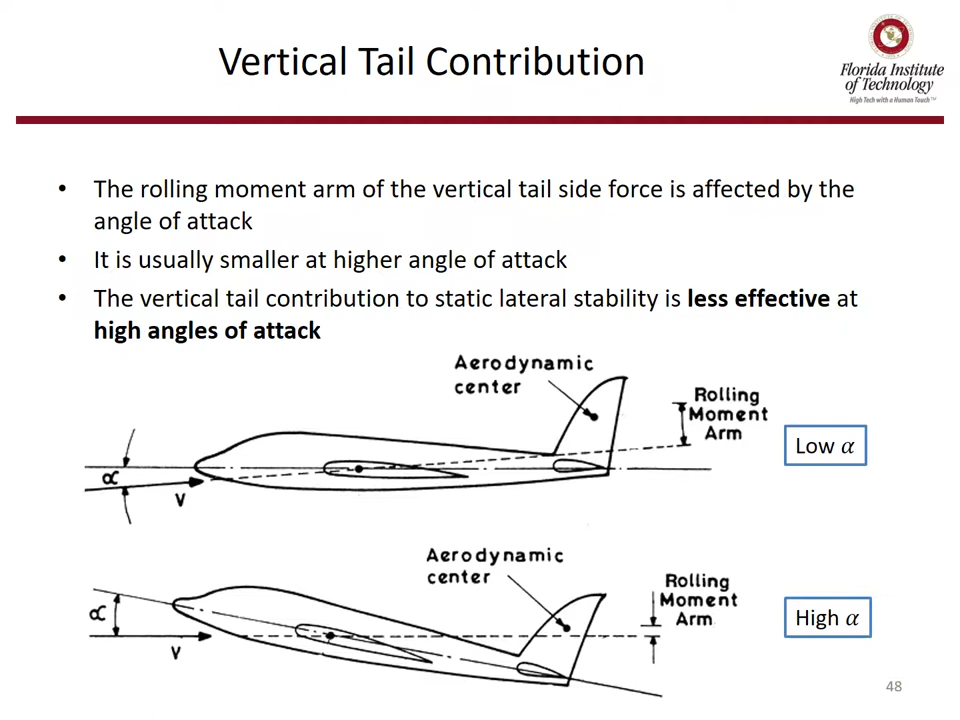 Vertical Tail Contribution
Florida Institute
of Technology
High Tech with a Human Touch™
• The rolling moment arm of the vertical tail side force is affected by the
angle of attack
• It is usually smaller at higher angle of attack
• The vertical tail contribution to static lateral stability is less effective at
high angles of attack
Aerodynamic
center
Rolling
Moment
Arm
Low α
α
V
Aerodynamic
center
Rolling
Moment
Arm
High α
α
V
48